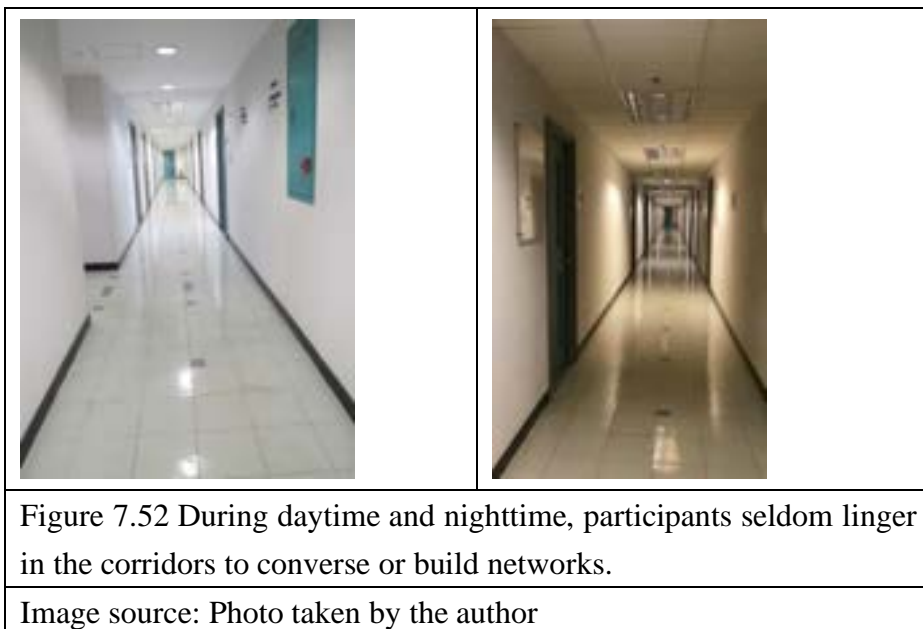 Figure 7.52 During daytime and nighttime, participants seldom linger
in the corridors to converse or build networks.
Image source: Photo taken by the author